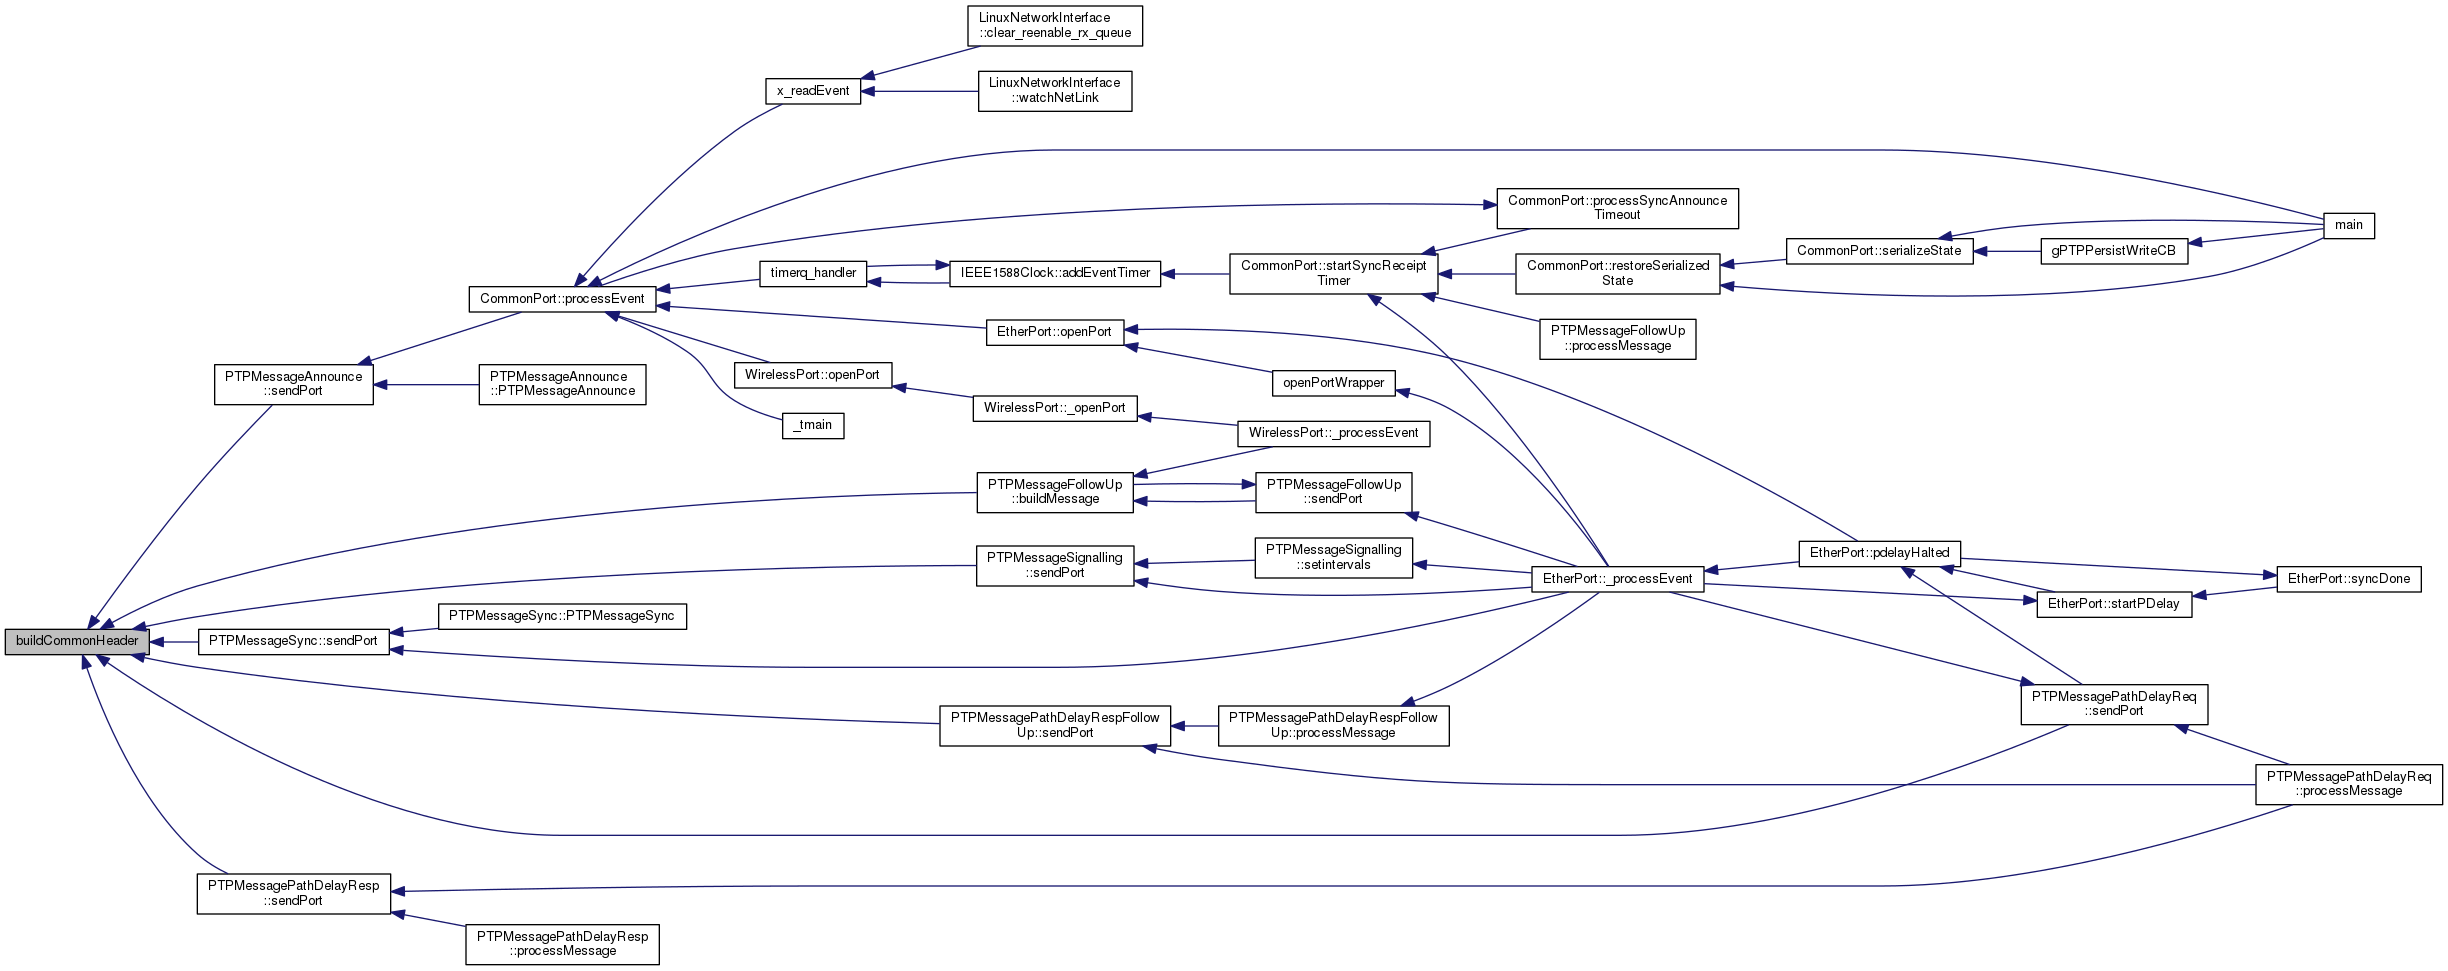 LinuxNetworkInterface
::clear_reenable_rx_queue
x_readEvent
LinuxNetworkInterface
::watchNetLink
CommonPort::processSyncAnnounce
Timeout
main
CommonPort::serializeState
gPTPPersistWriteCB
timerq_handler
IEEE1588Clock::addEventTimer
CommonPort::startSyncReceipt
Timer
CommonPort::restoreSerialized
State
CommonPort::processEvent
EtherPort::openPort
PTPMessageFollowUp
::processMessage
PTPMessageAnnounce
::sendPort
PTPMessageAnnounce
::PTPMessageAnnounce
WirelessPort::openPort
openPortWrapper
WirelessPort::_openPort
_tmain
WirelessPort::_processEvent
PTPMessageFollowUp
::buildMessage
PTPMessageFollowUp
::sendPort
PTPMessageSignalling
::sendPort
PTPMessageSignalling
::setintervals
EtherPort::_processEvent
EtherPort::pdelayHalted
EtherPort::syncDone
EtherPort::startPDelay
PTPMessageSync::PTPMessageSync
buildCommonHeader
PTPMessageSync::sendPort
PTPMessagePathDelayRespFollow
Up::sendPort
PTPMessagePathDelayRespFollow
Up::processMessage
PTPMessagePathDelayReq
::sendPort
PTPMessagePathDelayReq
::processMessage
PTPMessagePathDelayResp
::sendPort
PTPMessagePathDelayResp
::processMessage